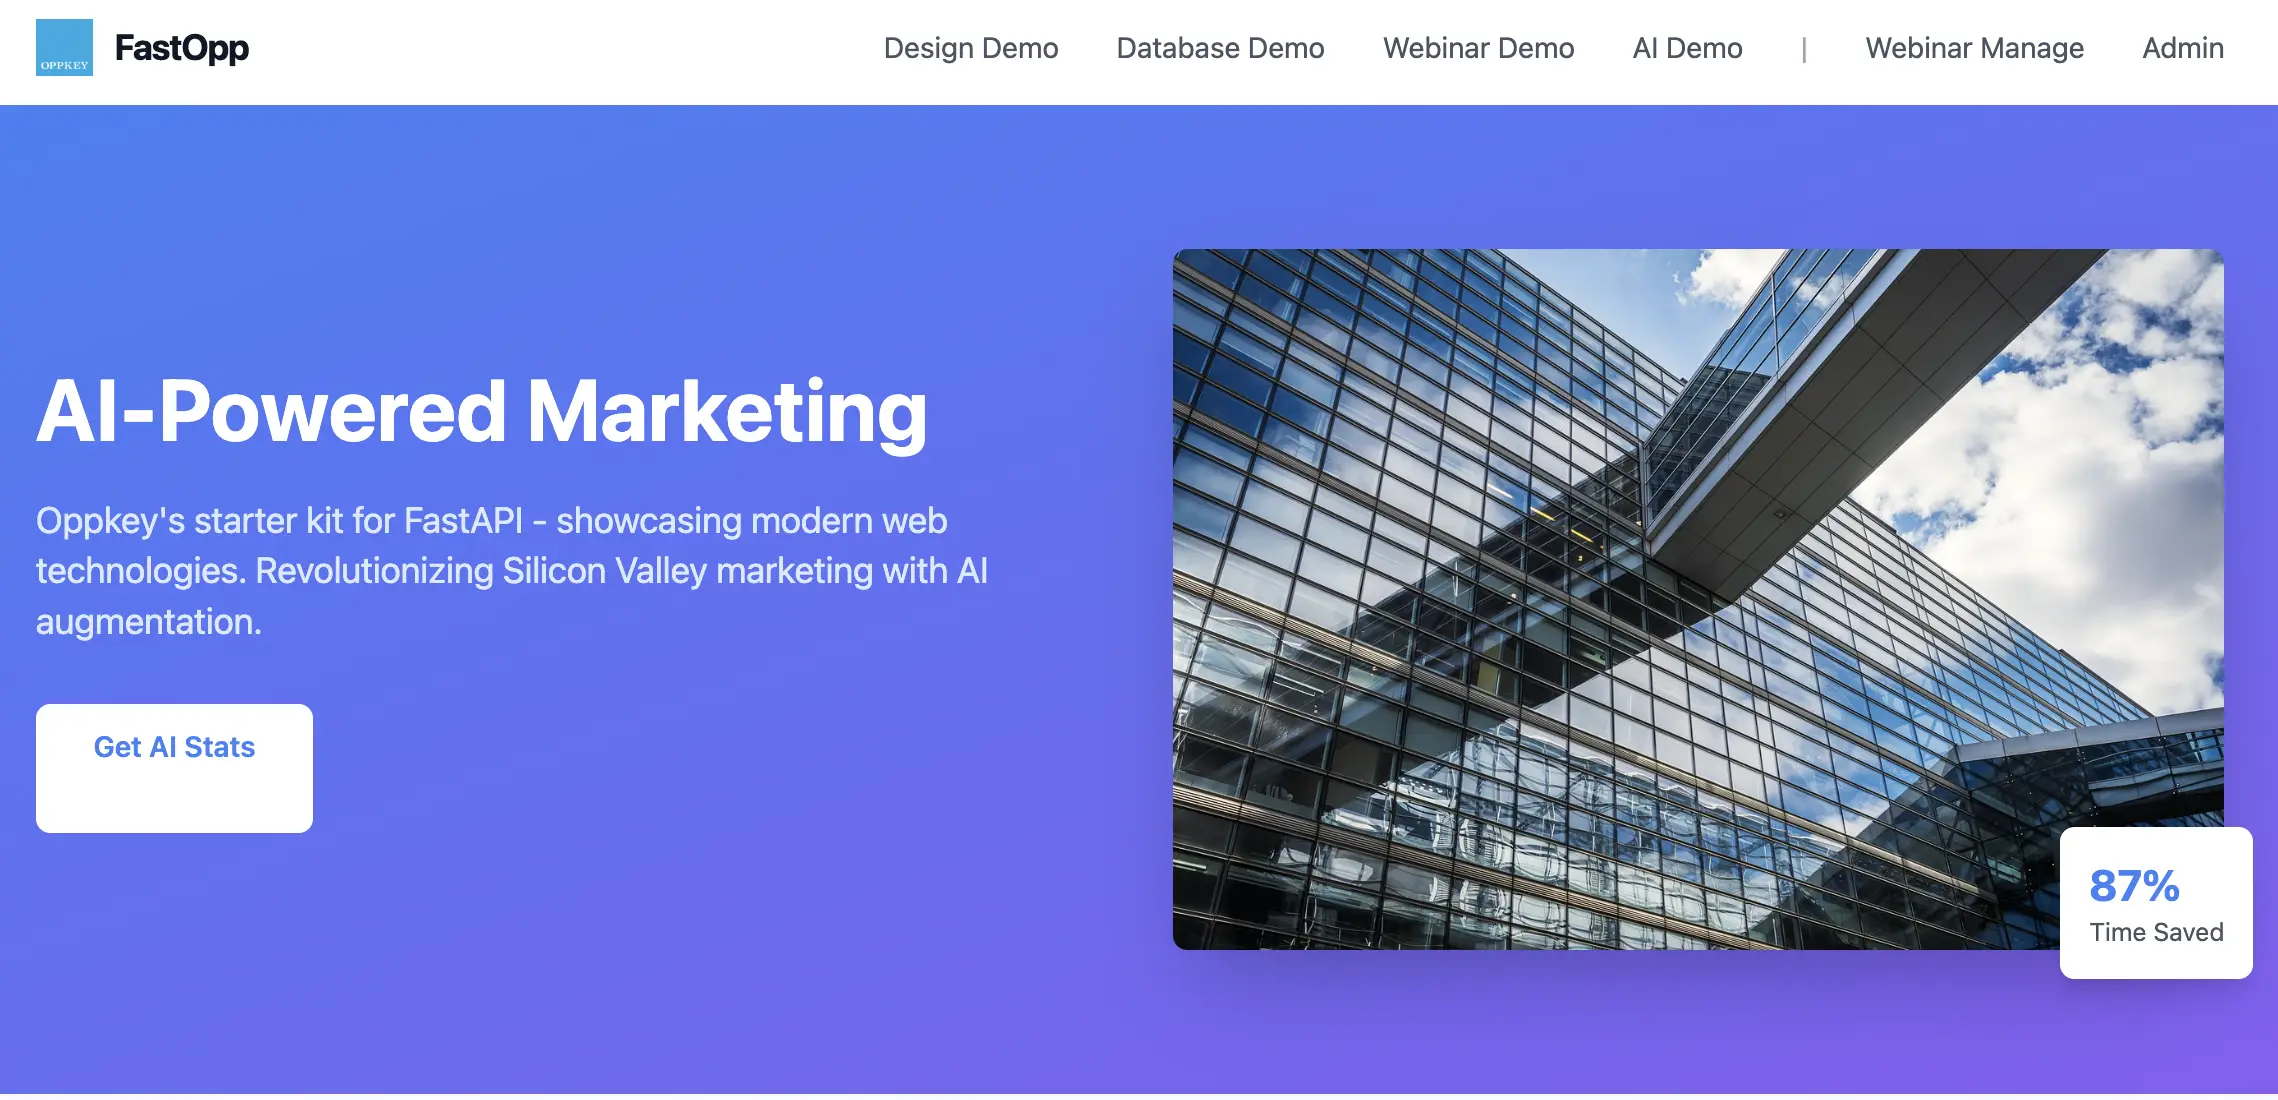 OPPKEY
FastOpp
Design Demo
Database Demo
Webinar Demo
AI Demo
|
Webinar Manage
Admin
AI-Powered Marketing
Oppkey's starter kit for FastAPI - showcasing modern web
technologies. Revolutionizing Silicon Valley marketing with AI
augmentation.
Get AI Stats
87%
Time Saved